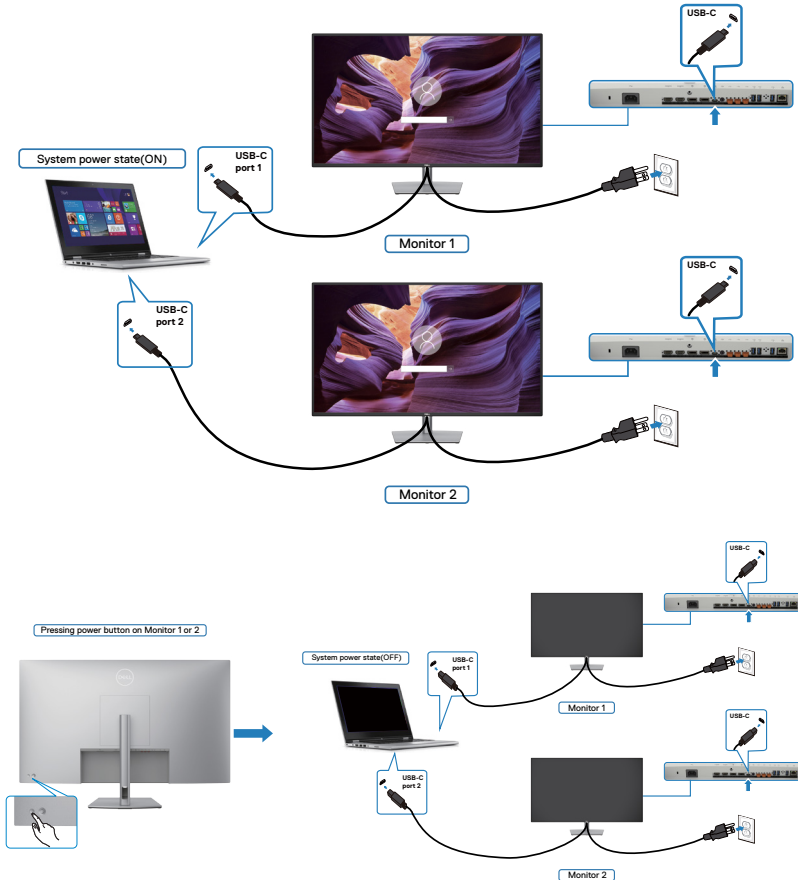 USB-C
System power state(ON)
USB-C
port 1
Monitor 1
USB-C
port 2
USB-C
Monitor 2
USB-C
Pressing power button on Monitor 1 or 2
System power state(OFF)
USB-C
port 1
Monitor 1
USB-C
USB-C
port 2
Monitor 2
DELL